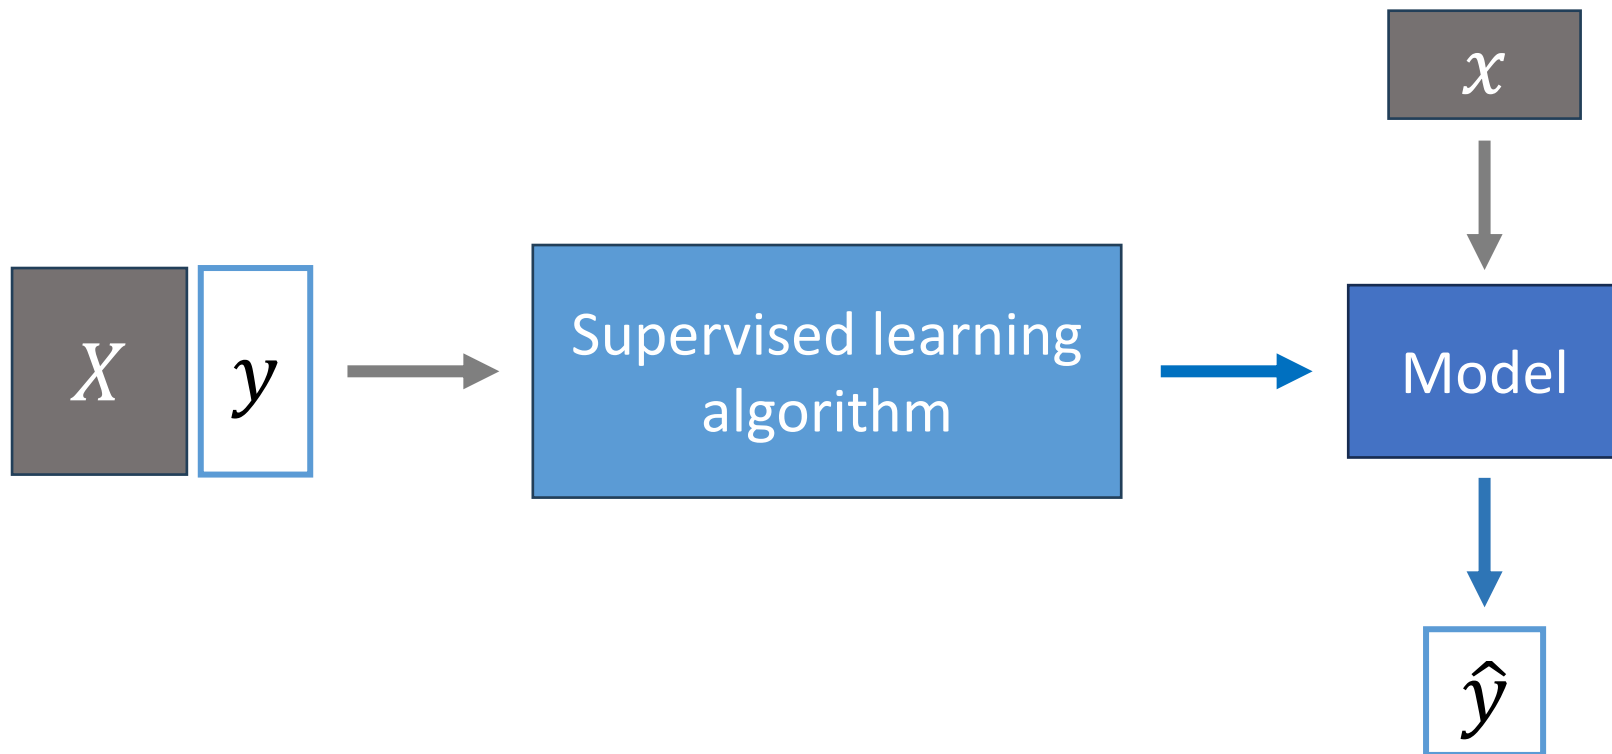 x
X y
Supervised learning
algorithm
Model
ŷ